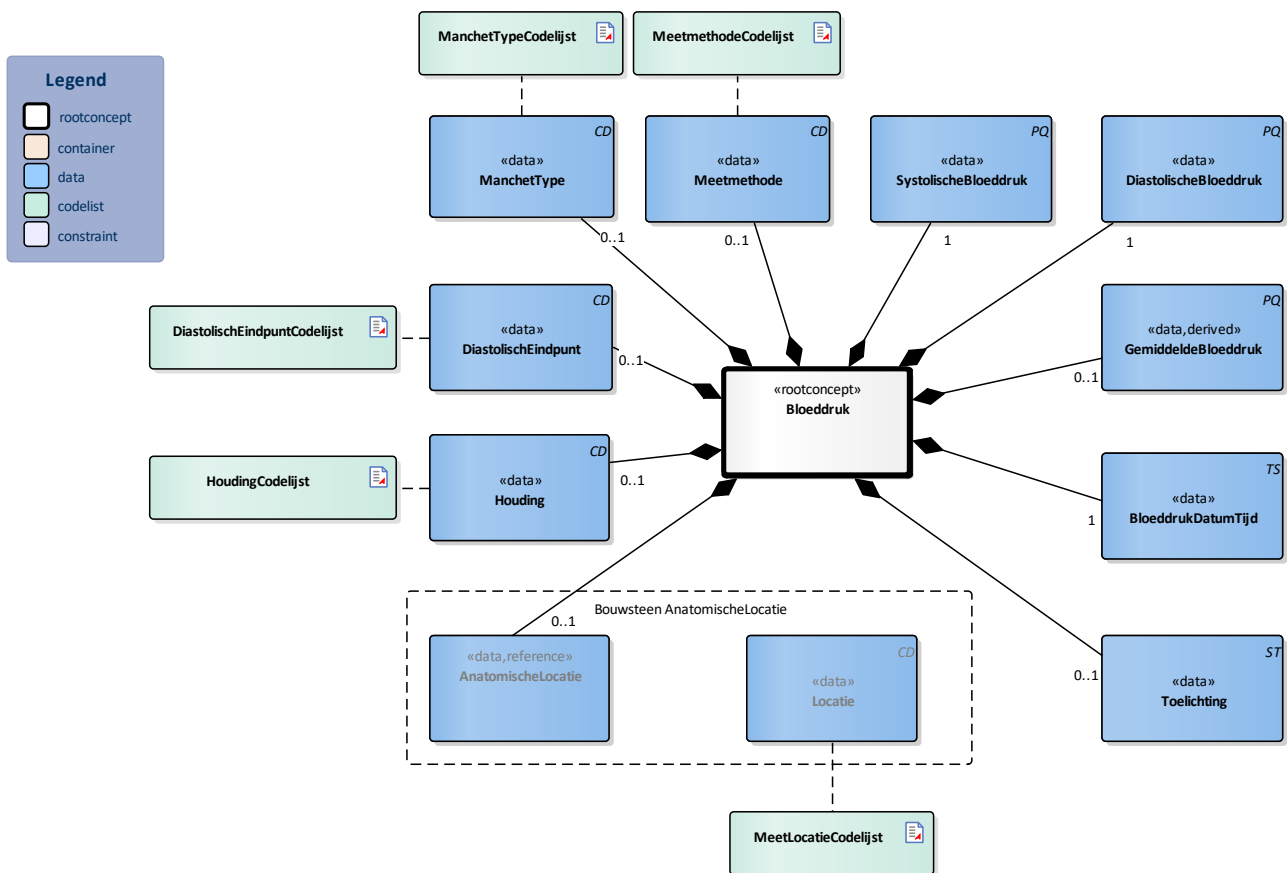 ManchetTypeCodelijst
MeetmethodeCodelijst
Legend
rootconcept
container
data
codelist
constraint
CD
«data»
ManchetType
0..1
CD
«data»
Meetmethode
0..1
PQ
«data»
SystolischeBloeddruk
1
PQ
«data»
DiastolischeBloeddruk
1
DiastolischEindpuntCodelijst
CD
«data»
DiastolischEindpunt
0..1
PQ
«data,derived»
GemiddeldeBloeddruk
0..1
«rootconcept»
Bloeddruk
HoudingCodelijst
CD
«data»
Houding
0..1
TS
«data»
BloeddrukDatumTijd
1
Bouwsteen AnatomischeLocatie
0..1
«data,reference»
AnatomischeLocatie
CD
«data»
Locatie
ST
«data»
Toelichting
0..1
MeetLocatieCodelijst